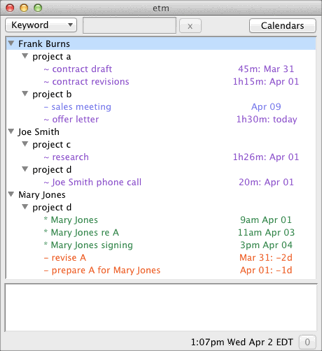 etm
Keyword x Calendars
Frank Burns
project a
~ contract draft 45m: Mar 31
~ contract revisions 1h15m: Apr 01
project b
~ sales meeting Apr 09
~ offer letter 1h30m: today
Joe Smith
project c
~ research 1h26m: Apr 01
project d
~ Joe Smith phone call 20m: Apr 01
Mary Jones
project d
* Mary Jones 9am Apr 01
* Mary Jones re A 11am Apr 03
* Mary Jones signing 3pm Apr 04
- revise A Mar 31: -2d
- prepare A for Mary Jones Apr 01: -1d
1:07pm Wed Apr 2 EDT 0